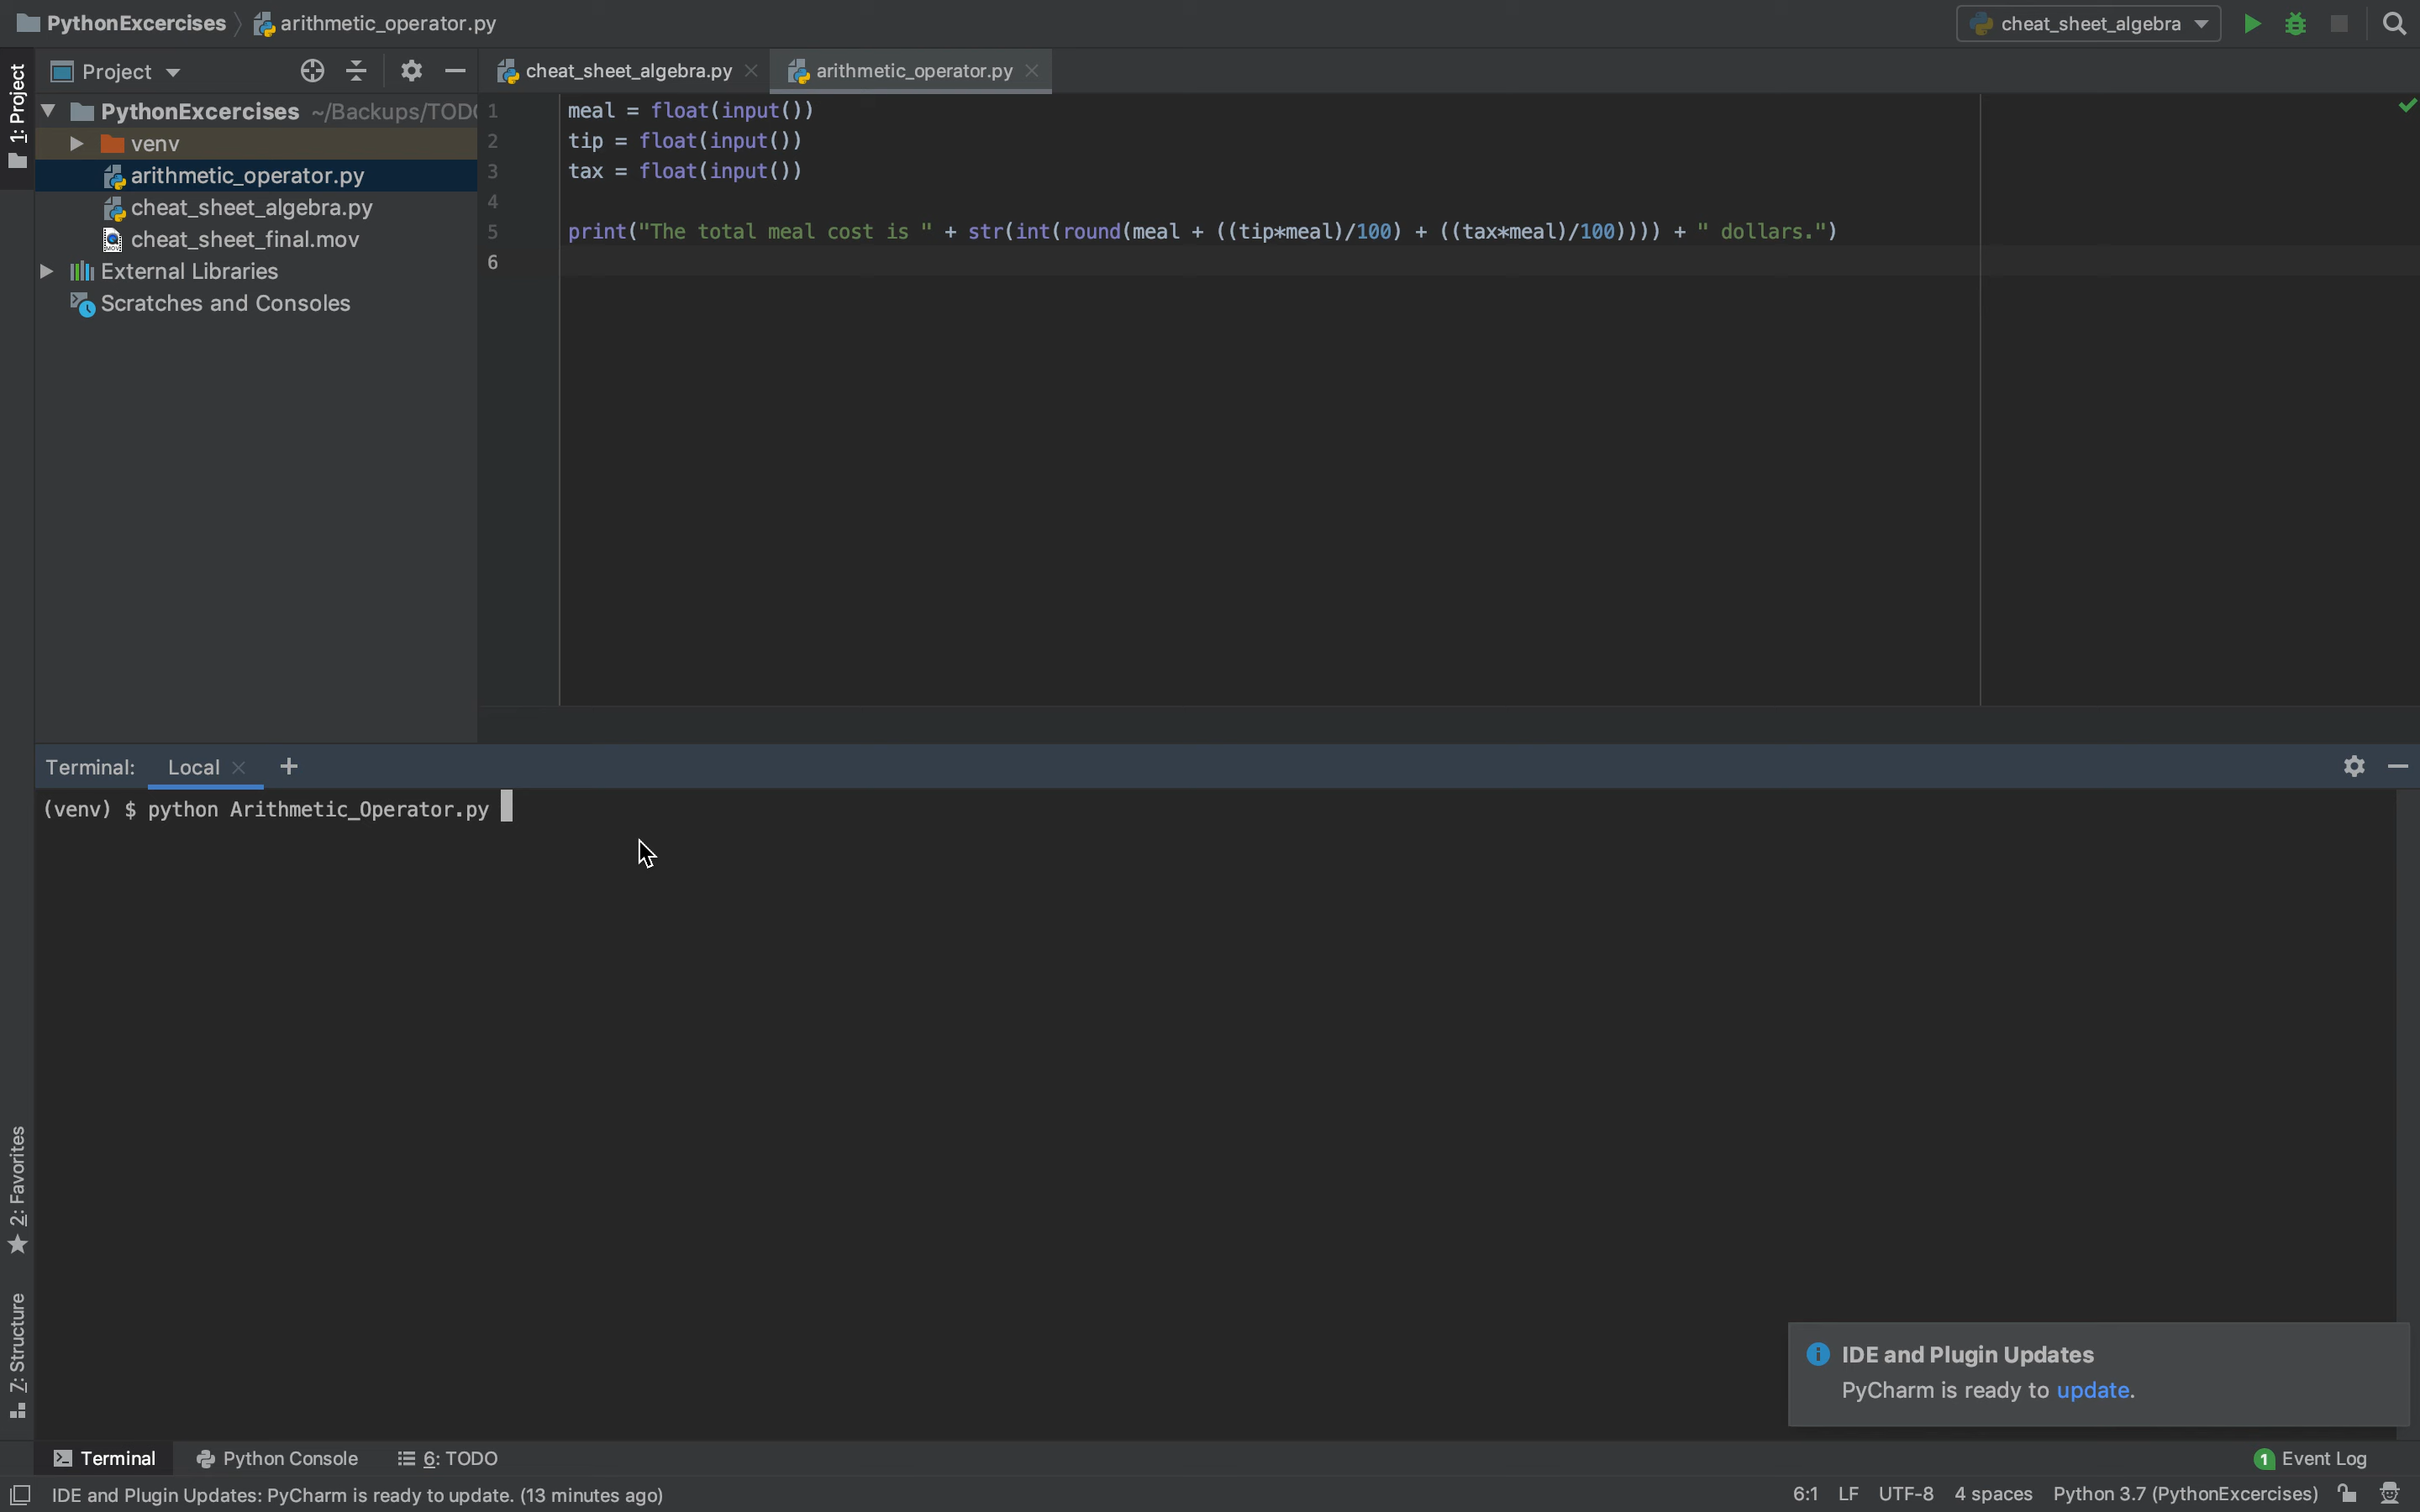 PythonExcercises arithmetic_operator.py
cheat_sheet_algebra
1: Project
Project
PythonExcercises ~/Backups/TODO
venv
arithmetic_operator.py
cheat_sheet_algebra.py
cheat_sheet_final.mov
External Libraries
Scratches and Consoles
cheat_sheet_algebra.py arithmetic_operator.py
1 meal = float(input())
2 tip = float(input())
3 tax = float(input())
4
5 print("The total meal cost is " + str(int(round(meal + ((tip*meal)/100) + ((tax*meal)/100)))) + " dollars.")
6
Terminal: Local +
(venv) $ python Arithmetic_Operator.py
2: Favorites
7: Structure
IDE and Plugin Updates
PyCharm is ready to update.
Terminal Python Console 6: TODO
1 Event Log
IDE and Plugin Updates: PyCharm is ready to update. (13 minutes ago)
6:1 LF UTF-8 4 spaces Python 3.7 (PythonExcercises)